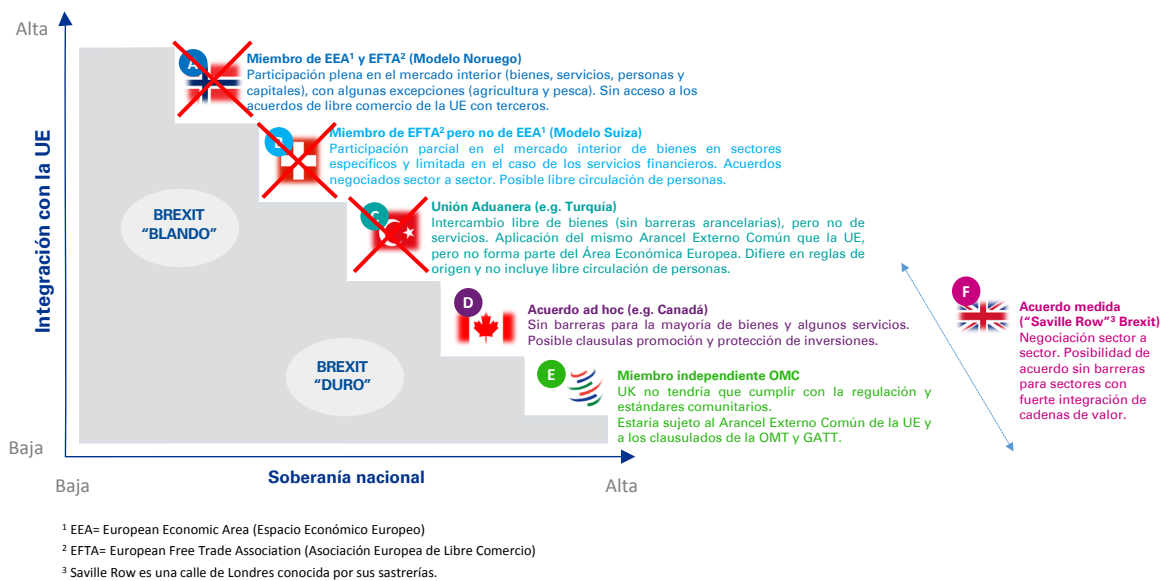 Alta
Integración con la UE
A
Miembro de EEA¹ y EFTA² (Modelo Noruego)
Participación plena en el mercado interior (bienes, servicios, personas y
capitales), con algunas excepciones (agricultura y pesca). Sin acceso a los
acuerdos de libre comercio de la UE con terceros.
Miembro de EFTA² pero no de EEA¹ (Modelo Suiza)
Participación parcial en el mercado interior de bienes en sectores
específicos y limitada en el caso de los servicios financieros. Acuerdos
negociados sector a sector. Posible libre circulación de personas.
BREXIT
"BLANDO"
C
Unión Aduanera (e.g. Turquía)
Intercambio libre de bienes (sin barreras arancelarias), pero no de
servicios. Aplicación del mismo Arancel Externo Común que la UE,
pero no forma parte del Área Económica Europea. Difiere en reglas de
origen y no incluye libre circulación de personas.
D
Acuerdo ad hoc (e.g. Canadá)
Sin barreras para la mayoría de bienes y algunos servicios.
Posible clausulas promoción y protección de inversiones.
F
Acuerdo medida
("Saville Row"³ Brexit)
Negociación sector a
sector. Posibilidad de
acuerdo sin barreras
para sectores con
fuerte integración de
cadenas de valor.
BREXIT
"DURO"
E
Miembro independiente OMC
UK no tendría que cumplir con la regulación y
estándares comunitarios.
Estaría sujeto al Arancel Externo Común de la UE y
a los clausulados de la OMT y GATT.
Baja
Baja
Soberanía nacional
Alta
¹ EEA= European Economic Area (Espacio Económico Europeo)
² EFTA= European Free Trade Association (Asociación Europea de Libre Comercio)
³ Saville Row es una calle de Londres conocida por sus sastrerías.